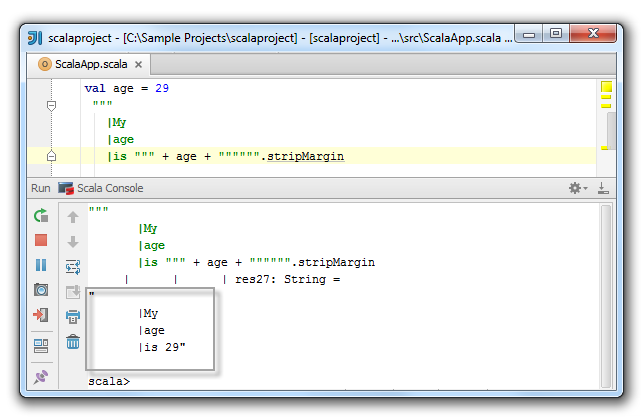 scalaproject - [C:\Sample Projects\scalaproject] - [scalaproject] - ...\src\ScalaApp.scala ...
ScalaApp.scala
val age = 29
"""
|My
|age
|is """ + age + """""".stripMargin
Run Scala Console
"""
|My
|age
|is """ + age + """""".stripMargin
| | | res27: String =
"
|My
|age
|is 29"
scala>